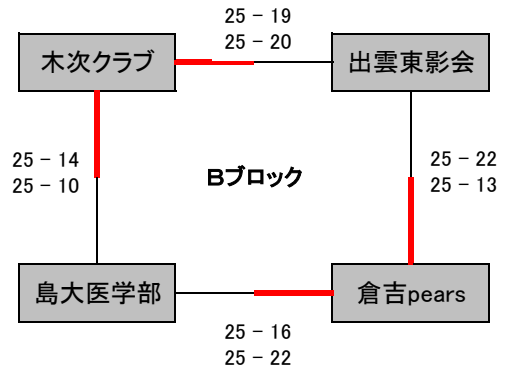 25 - 19
25 - 20
木次クラブ
出雲東影会
25 - 14
25 - 10
Bブロック
25 - 22
25 - 13
島大医学部
倉吉pears
25 - 16
25 - 22